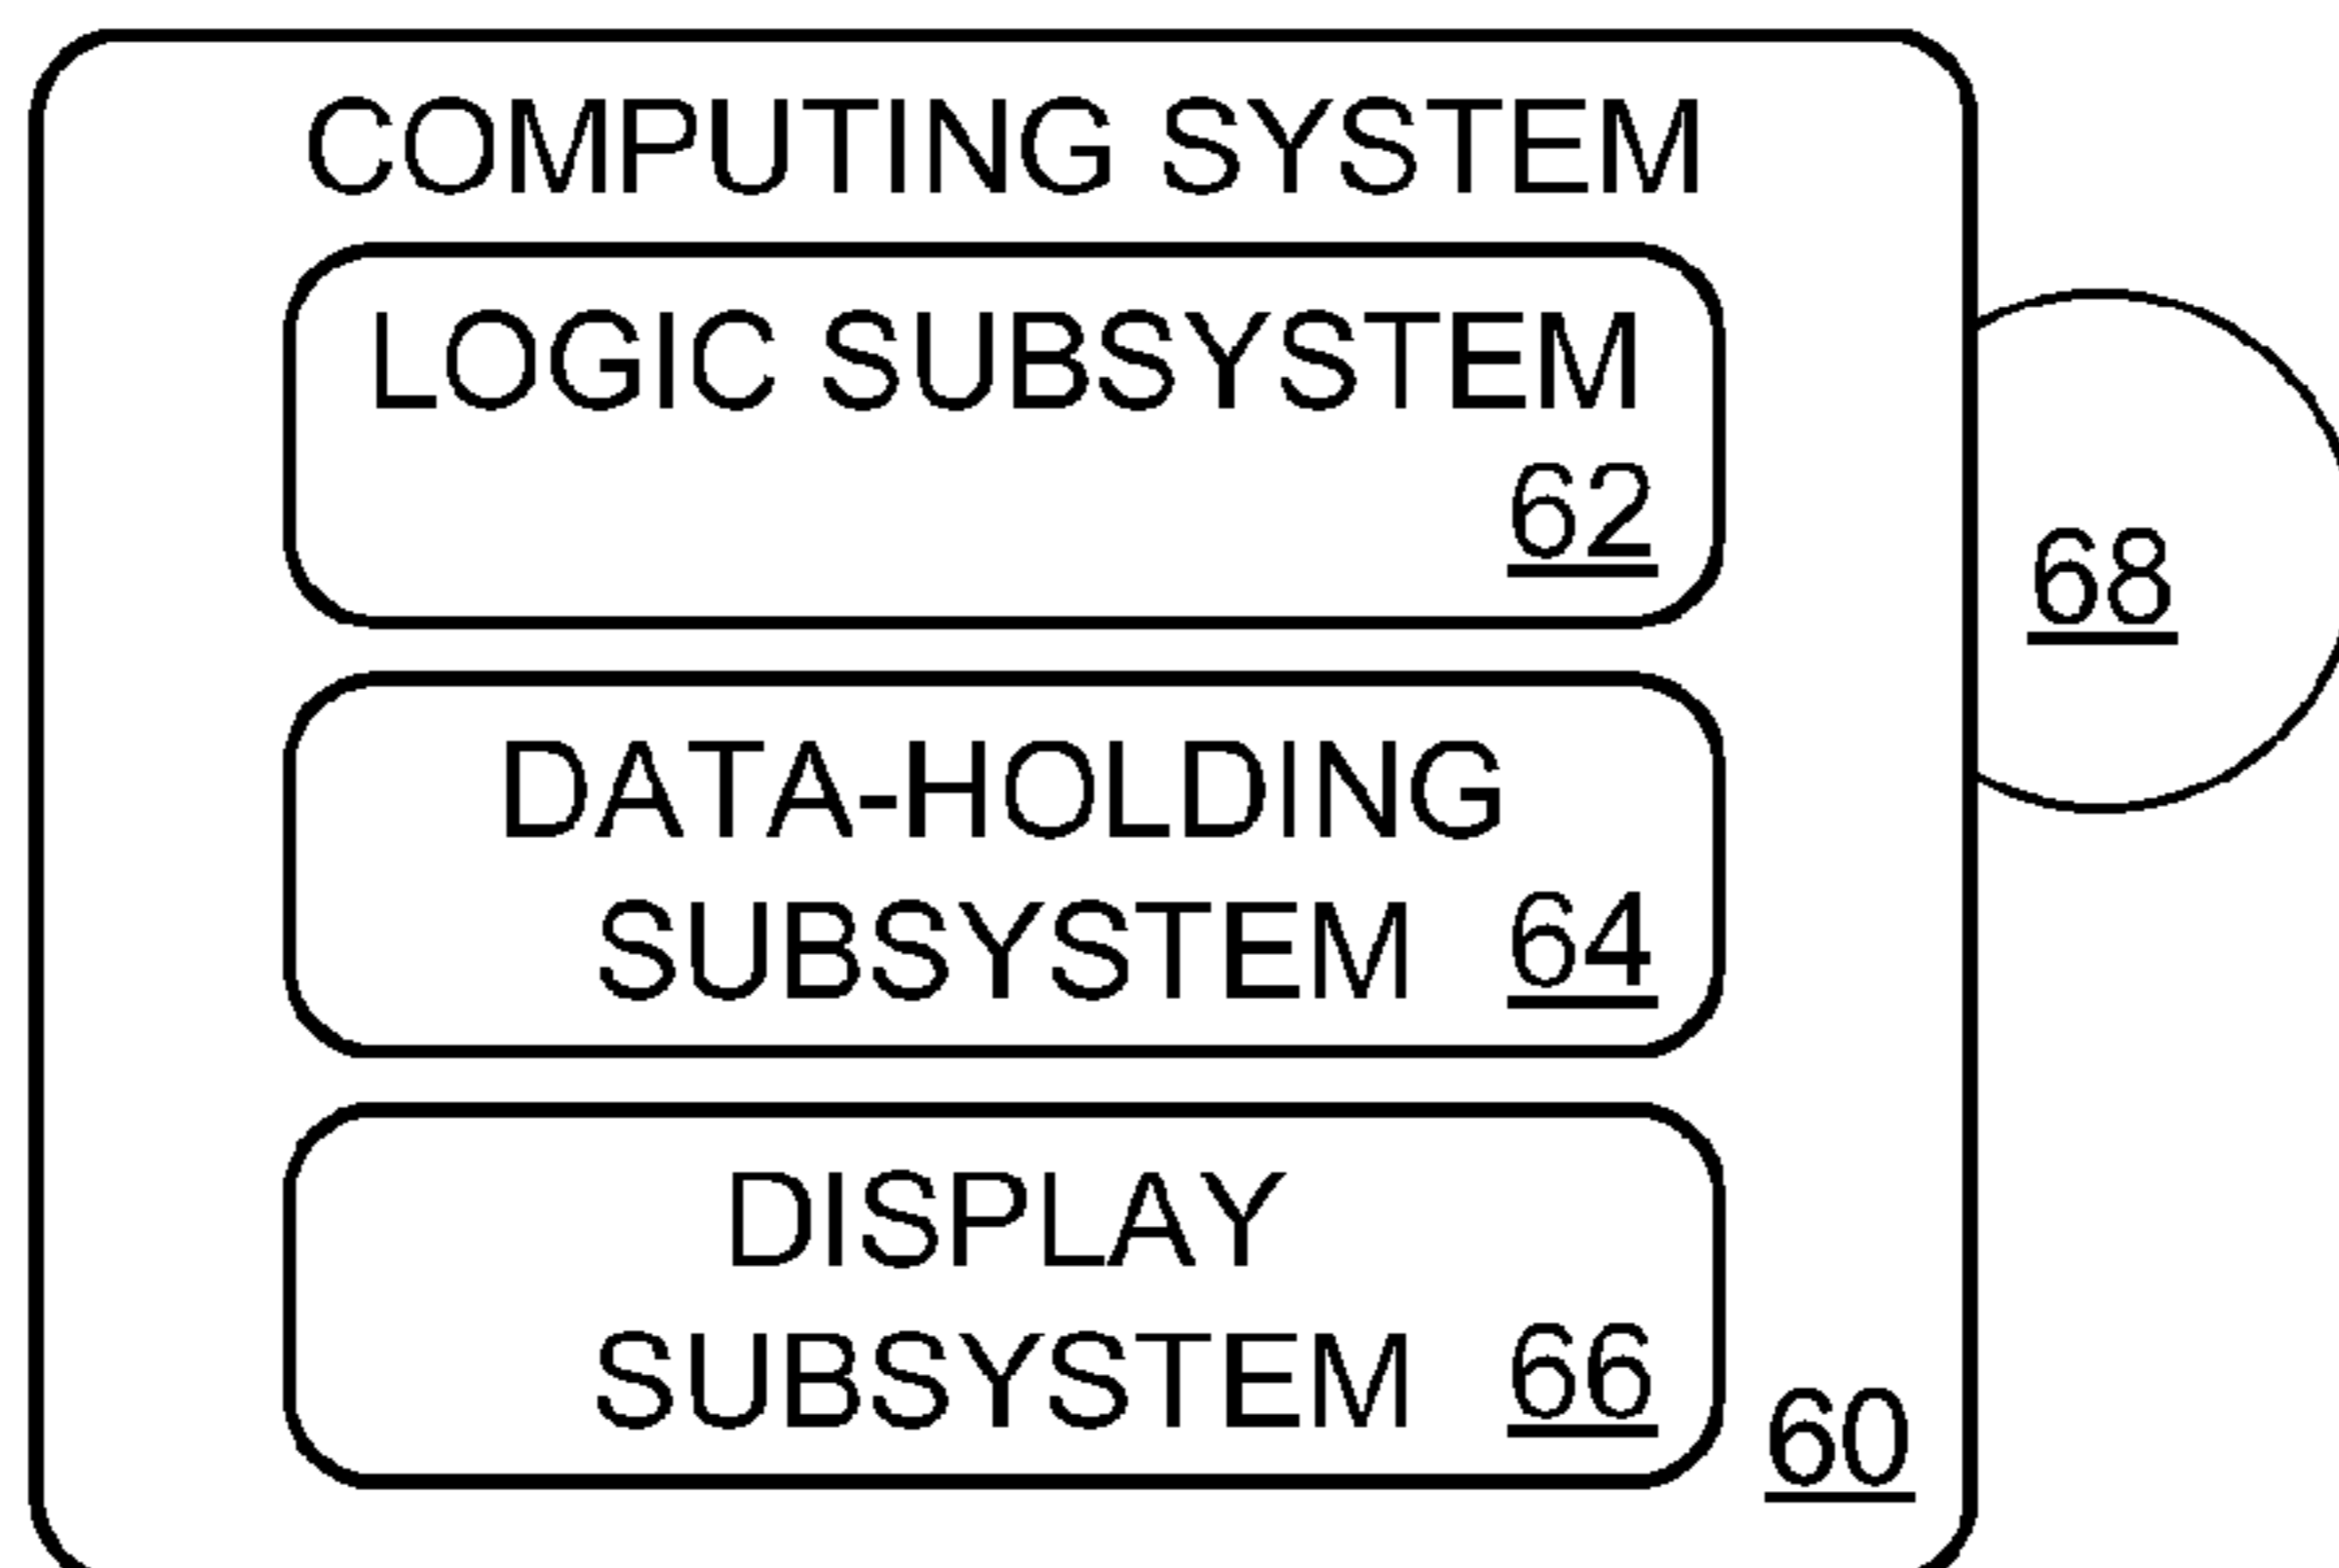 COMPUTING SYSTEM
LOGIC SUBSYSTEM
62
68
DATA-HOLDING
SUBSYSTEM 64
DISPLAY
SUBSYSTEM 66
60